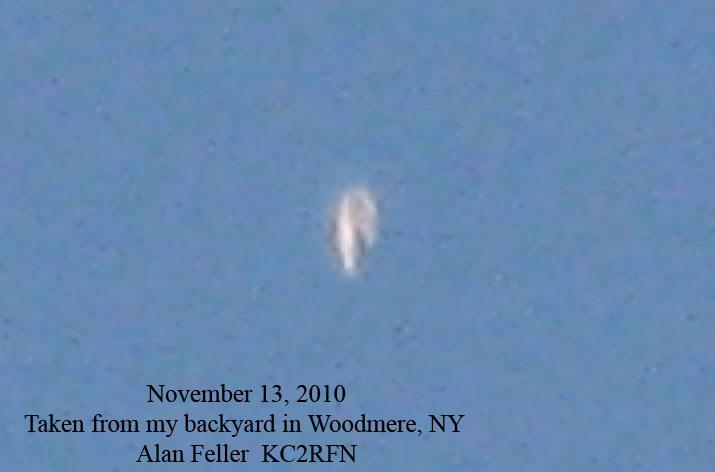 November 13, 2010
Taken from my backyard in Woodmere, NY
Alan Feller  KC2RFN